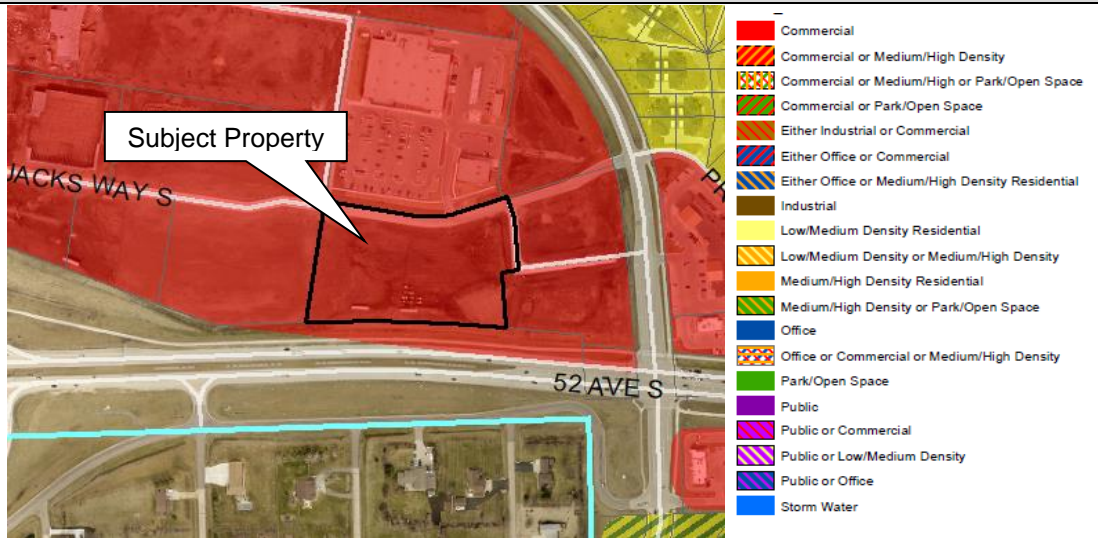 Subject Property
JACKS WAY S
52 AVE S
Commercial
Commercial or Medium/High Density
Commercial or Medium/High or Park/Open Space
Commercial or Park/Open Space
Either Industrial or Commercial
Either Office or Commercial
Either Office or Medium/High Density Residential
Industrial
Low/Medium Density Residential
Low/Medium Density or Medium/High Density
Medium/High Density Residential
Medium/High Density or Park/Open Space
Office
Office or Commercial or Medium/High Density
Park/Open Space
Public
Public or Commercial
Public or Low/Medium Density
Public or Office
Storm Water